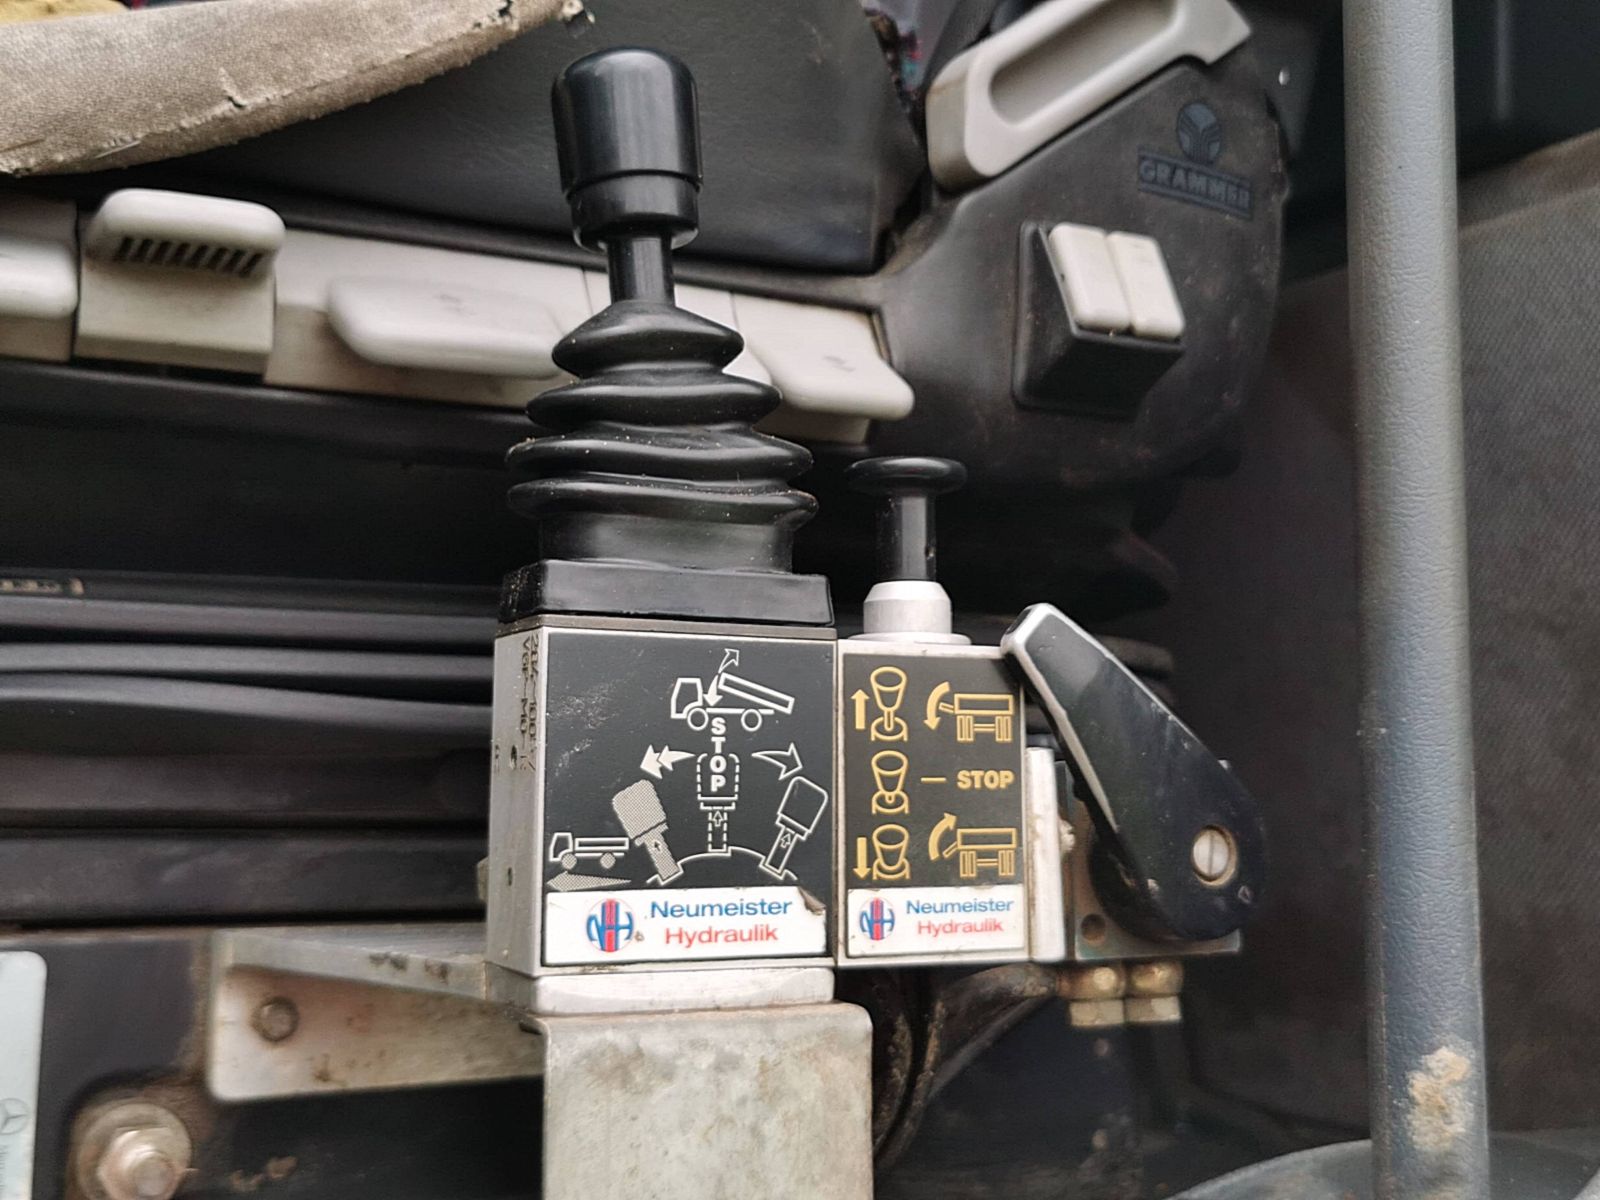 GRAMMER
STOP
STOP
Neumeister
Hydraulik
Neumeister
Hydraulik